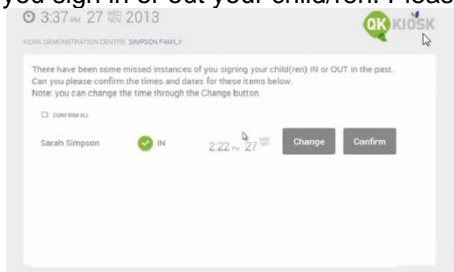 you sign in or out your child/ren. Pleas
3:37 PM 27 WED NOV 2013
QK KIOSK
KIOSK DEMONSTRATION CENTRE SIMPSON FAMILY
There have been some missed instances of you signing your child(ren) IN or OUT in the past.
Can you please confirm the times and dates for these items below.
Note: you can change the time through the Change button.
CONFIRM ALL
Sarah Simpson IN 2:22 PM 27 WED NOV Change Confirm